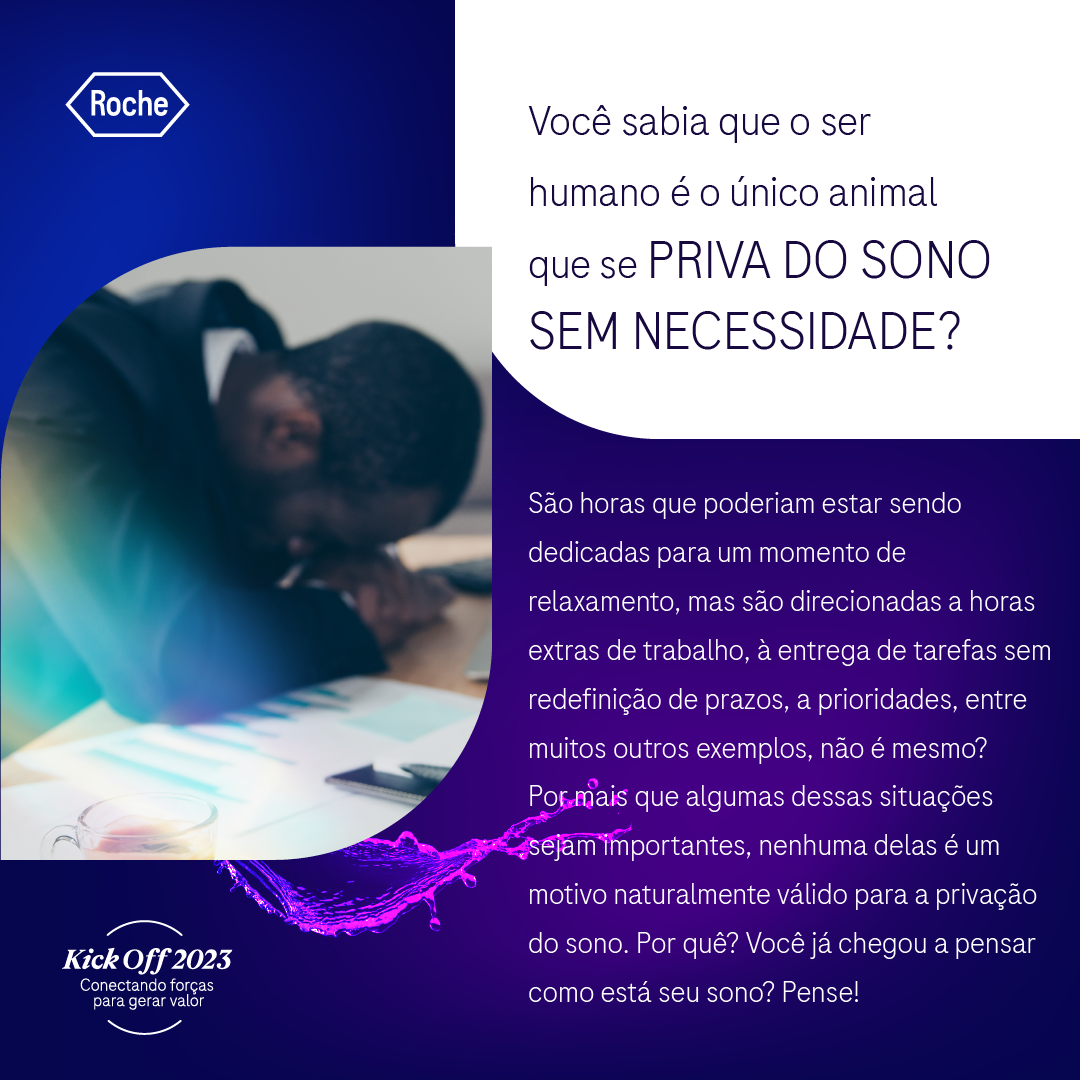 Roche
Você sabia que o ser
humano é o único animal
que se PRIVA DO SONO
SEM NECESSIDADE?
São horas que poderiam estar sendo
dedicadas para um momento de
relaxamento, mas são direcionadas a horas
extras de trabalho, à entrega de tarefas sem
redefinição de prazos, a prioridades, entre
muitos outros exemplos, não é mesmo?
Por mais que algumas dessas situações
sejam importantes, nenhuma delas é um
motivo naturalmente válido para a privação
do sono. Por quê? Você já chegou a pensar
como está seu sono? Pense!
Kick Off 2023
Conectando forças
para gerar valor